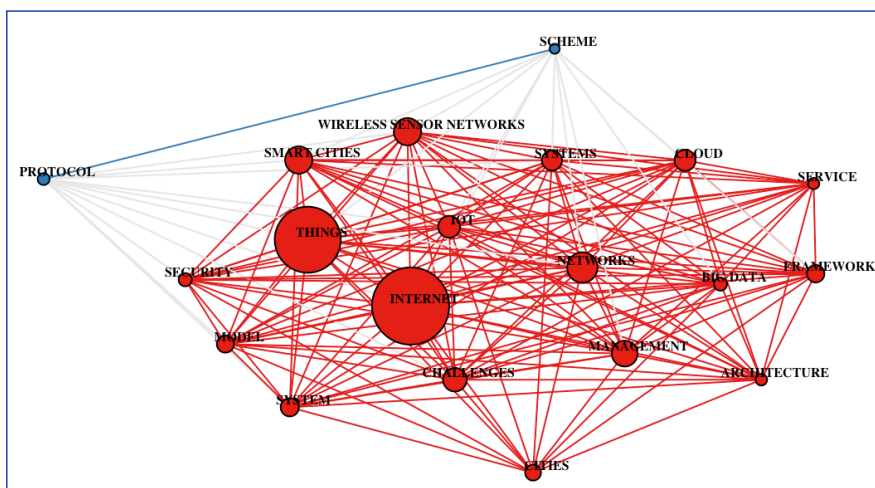 SCHEME
WIRELESS SENSOR NETWORKS
SMART CITIES
SYSTEMS
CLOUD
PROTOCOL
SERVICE
IOT
THINGS
NETWORKS
SECURITY
BIG DATA
FRAMEWORK
INTERNET
MODEL
MANAGEMENT
CHALLENGES
ARCHITECTURE
SYSTEM
CITIES